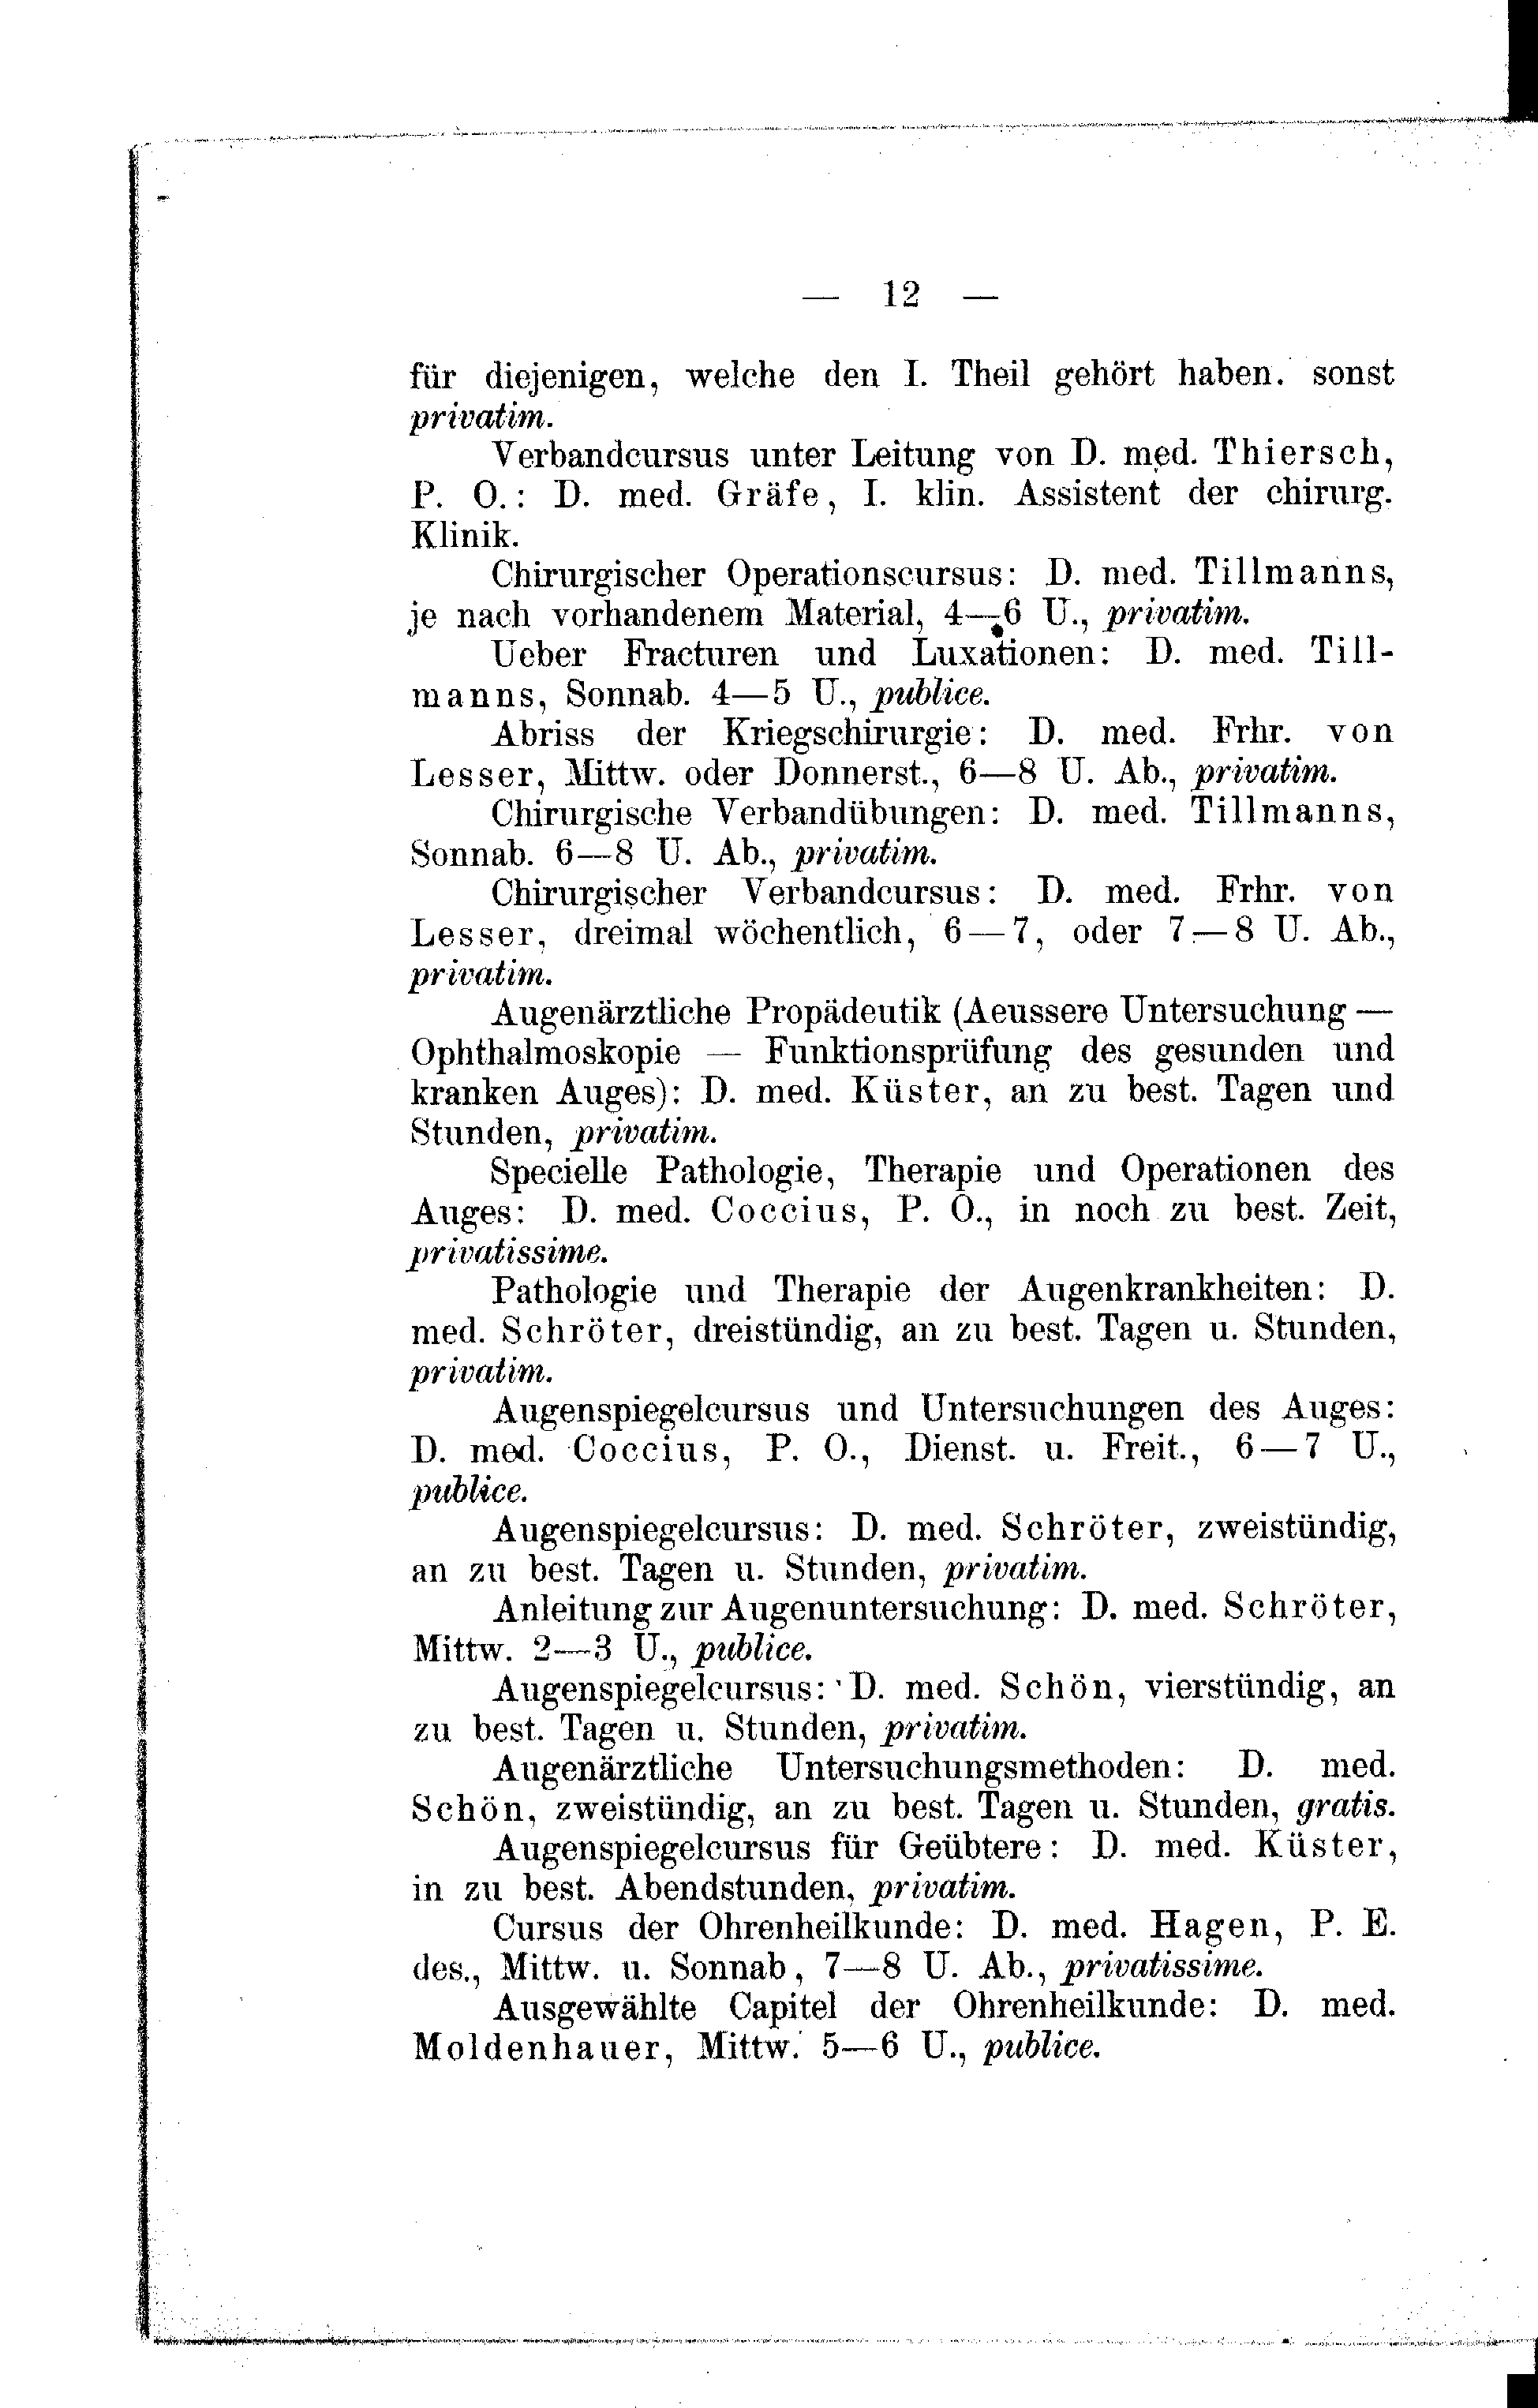 — 12 —
für diejenigen, welche den I. Theil gehört haben. sonst
privatim.
Verbandcursus unter Leitung von D. med. Thiersch,
P. O.: D. med. Gräfe, I. klin. Assistent der chirurg.
Klinik.
Chirurgischer Operationscursus: D. med. Tillmanns,
je nach vorhandenem Material, 4—6 U., privatim.
Ueber Fracturen und Luxationen: D. med. Till-
manns, Sonnab. 4—5 U., publice.
Abriss der Kriegschirurgie: D. med. Frhr. von
Lesser, Mittw. oder Donnerst., 6—8 U. Ab., privatim.
Chirurgische Verbandübungen: D. med. Tillmanns,
Sonnab. 6—8 U. Ab., privatim.
Chirurgischer Verbandcursus: D. med. Frhr. von
Lesser, dreimal wöchentlich, 6—7, oder 7—8 U. Ab.,
privatim.
Augenärztliche Propädeutik (Aeussere Untersuchung —
Ophthalmoskopie — Funktionsprüfung des gesunden und
kranken Auges): D. med. Küster, an zu best. Tagen und
Stunden, privatim.
Specielle Pathologie, Therapie und Operationen des
Auges: D. med. Coccius, P. O., in noch zu best. Zeit,
privatissime.
Pathologie und Therapie der Augenkrankheiten: D.
med. Schröter, dreistündig, an zu best. Tagen u. Stunden,
privatim.
Augenspiegelcursus und Untersuchungen des Auges:
D. med. Coccius, P. O., Dienst. u. Freit., 6—7 U.,
publice.
Augenspiegelcursus: D. med. Schröter, zweistündig,
an zu best. Tagen u. Stunden, privatim.
Anleitung zur Augenuntersuchung: D. med. Schröter,
Mittw. 2—3 U., publice.
Augenspiegelcursus: D. med. Schön, vierstündig, an
zu best. Tagen u. Stunden, privatim.
Augenärztliche Untersuchungsmethoden: D. med.
Schön, zweistündig, an zu best. Tagen u. Stunden, gratis.
Augenspiegelcursus für Geübtere: D. med. Küster,
in zu best. Abendstunden, privatim.
Cursus der Ohrenheilkunde: D. med. Hagen, P. E.
des., Mittw. u. Sonnab, 7—8 U. Ab., privatissime.
Ausgewählte Capitel der Ohrenheilkunde: D. med.
Moldenhauer, Mittw. 5—6 U., publice.